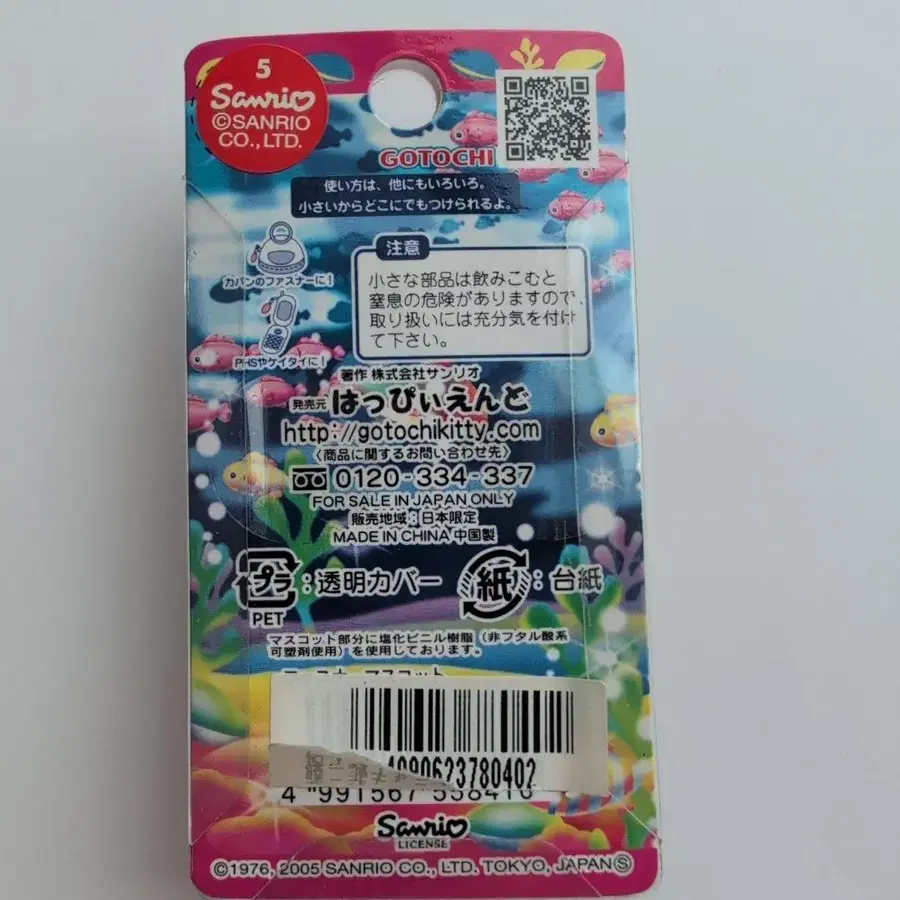 5
Sanrio
©SANRIO
CO., LTD.
GOTOCHI
使い方は、他にもいろいろ。
小さいからどこにでもつけられるよ。
カバンのファスナーに!
PHSやケイタイに!
注意
小さな部品は飲みこむと
窒息の危険がありますので、
取り扱いには充分気を付け
て下さい。
著作 株式会社サンリオ
発売元 はっぴぃえんど
http://gotochikitty.com
〈商品に関するお問い合わせ先〉
0120-334-337
FOR SALE IN JAPAN ONLY
販売地域:日本限定
MADE IN CHINA 中国製
プラ:透明カバー
PET
紙:台紙
マスコット部分に塩化ビニル樹脂(非フタル酸系
可塑剤使用)を使用しております。
4 991567
Sanrio
LICENSE
©1976, 2005 SANRIO CO., LTD. TOKYO, JAPAN Ⓢ